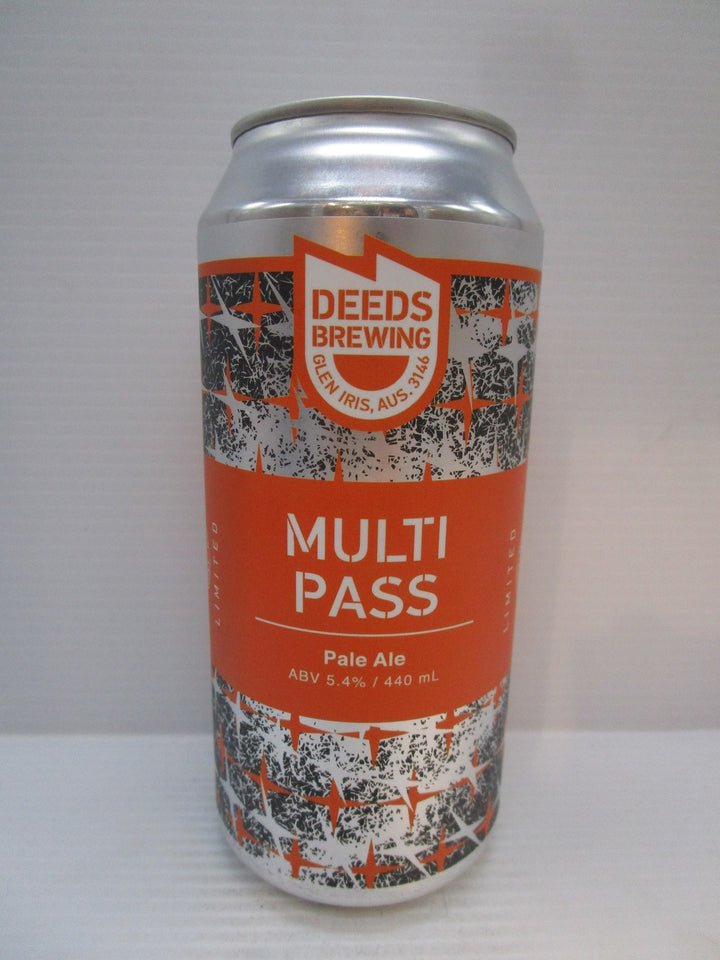 DEEDS
BREWING
GLEN IRIS, AUS. 3146
MULTI
PASS
Pale Ale
ABV 5.4% / 440 mL
LIMITED
LIMITED